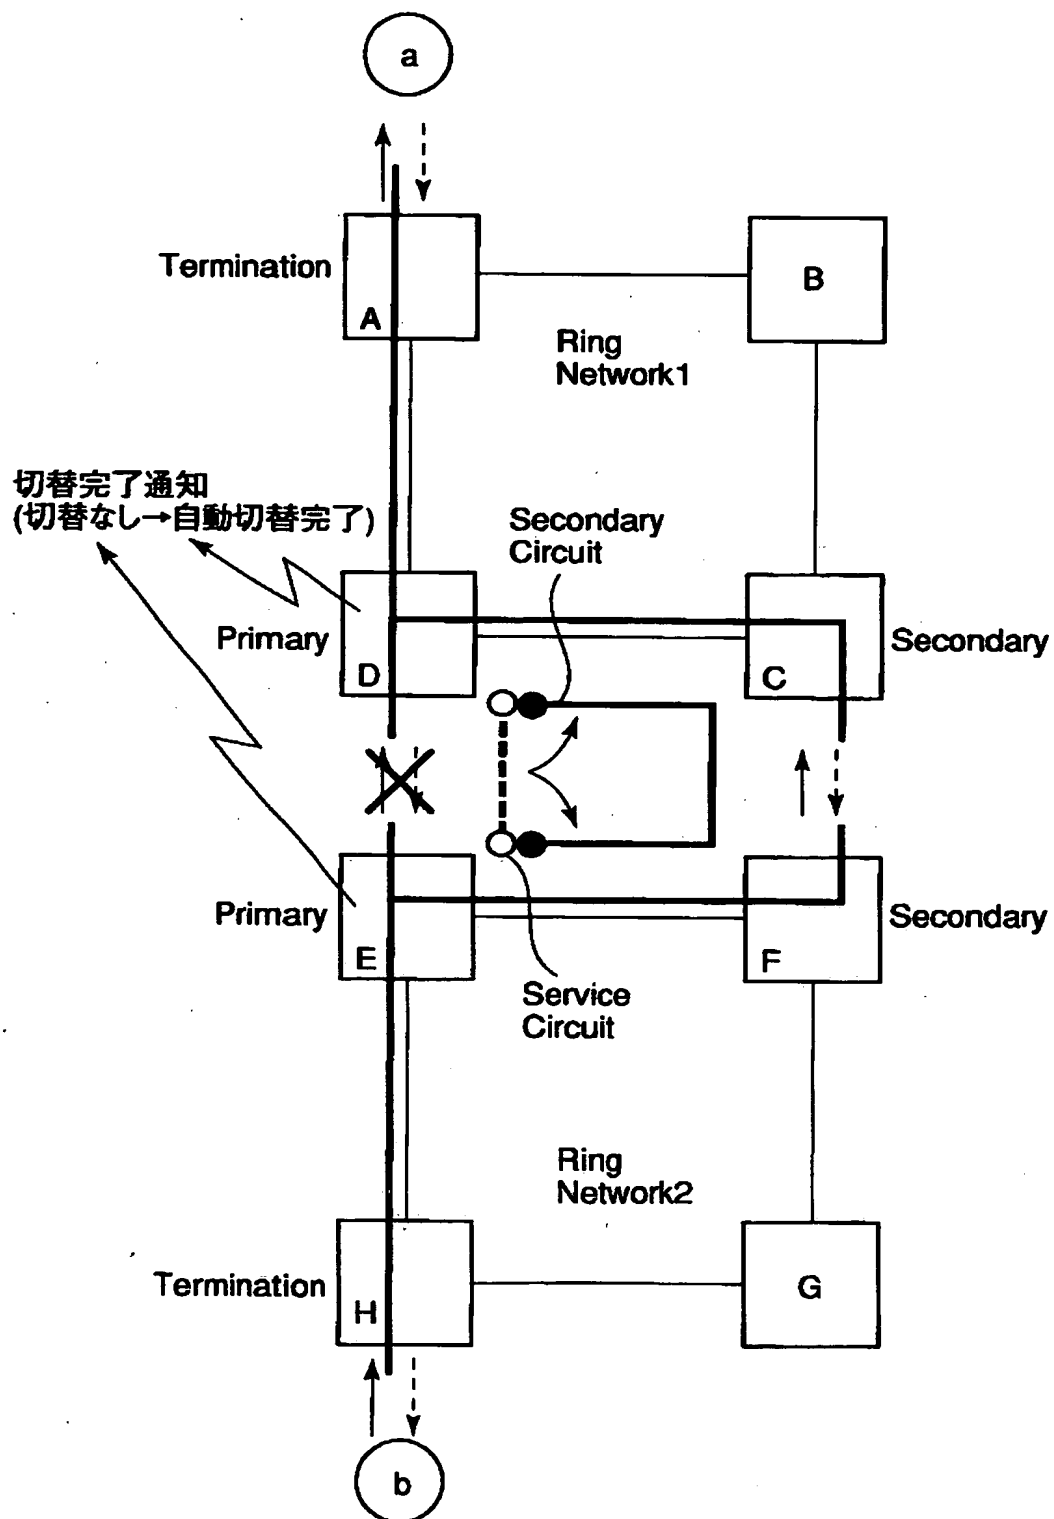 a
Termination
A
B
Ring
Network1
切替完了通知
(切替なし→自動切替完了)
Secondary
Circuit
Primary
D
C
Secondary
Primary
E
F
Secondary
Service
Circuit
Ring
Network2
Termination
H
G
b